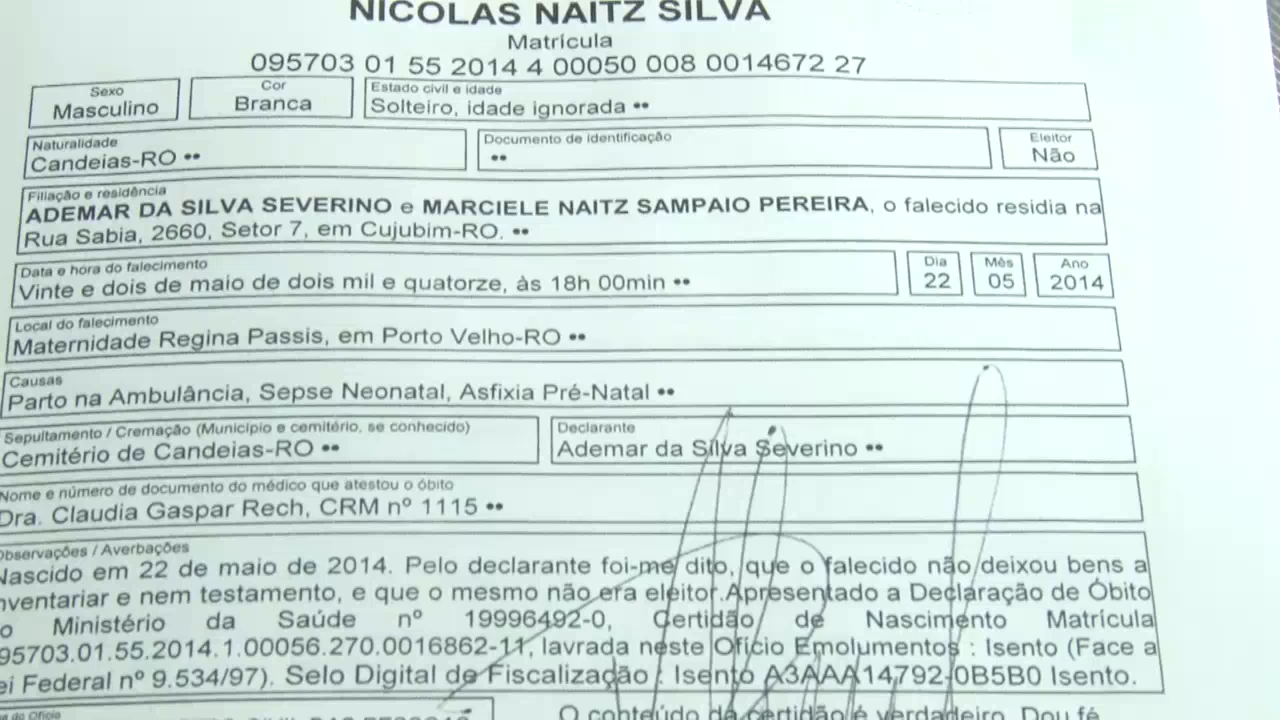 NICOLAS NAITZ SILVA
Matrícula
095703 01 55 2014 4 00050 008 0014672 27
Sexo
Masculino
Cor
Branca
Estado civil e idade
Solteiro, idade ignorada ••
Naturalidade
Candeias-RO ••
Documento de identificação
••
Eleitor
Não
Filiação e residência
ADEMAR DA SILVA SEVERINO e MARCIELE NAITZ SAMPAIO PEREIRA, o falecido residia na
Rua Sabia, 2660, Setor 7, em Cujubim-RO. ••
Data e hora do falecimento
Vinte e dois de maio de dois mil e quatorze, às 18h 00min ••
Dia
22
Mês
05
Ano
2014
Local do falecimento
Maternidade Regina Passis, em Porto Velho-RO ••
Causas
Parto na Ambulância, Sepse Neonatal, Asfixia Pré-Natal ••
Sepultamento / Cremação (Município e cemitério, se conhecido)
Cemitério de Candeias-RO ••
Declarante
Ademar da Silva Severino ••
Nome e número de documento do médico que atestou o óbito
Dra. Claudia Gaspar Rech, CRM nº 1115 ••
Observações / Averbações
Nascido em 22 de maio de 2014. Pelo declarante foi-me dito, que o falecido não deixou bens a
nventariar e nem testamento, e que o mesmo não era eleitor.Apresentado a Declaração de Óbito
o Ministério da Saúde nº 19996492-0, Certidão de Nascimento Matrícula
95703.01.55.2014.1.00056.270.0016862-11, lavrada neste Ofício Emolumentos : Isento (Face a
ei Federal nº 9.534/97). Selo Digital de Fiscalização : Isento A3AAA14792-0B5B0 Isento.
O conteúdo da certidão é verdadeiro. Dou fé